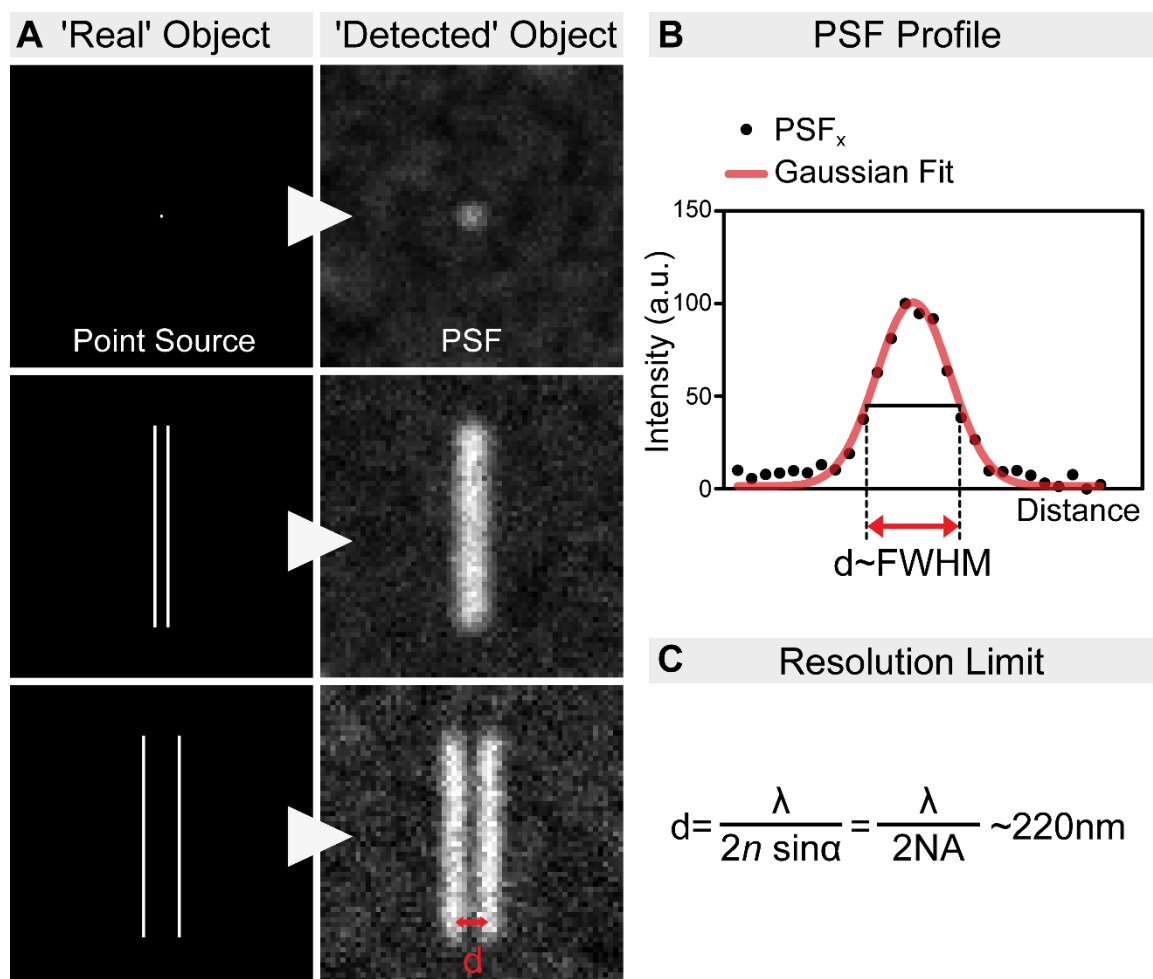 A 'Real' Object
'Detected' Object
Point Source
PSF
d
B PSF Profile
PSFₓ
Gaussian Fit
150
100
50
0
Intensity (a.u.)
Distance
d~FWHM
C Resolution Limit
d= λ / 2n sinα = λ / 2NA ~220nm